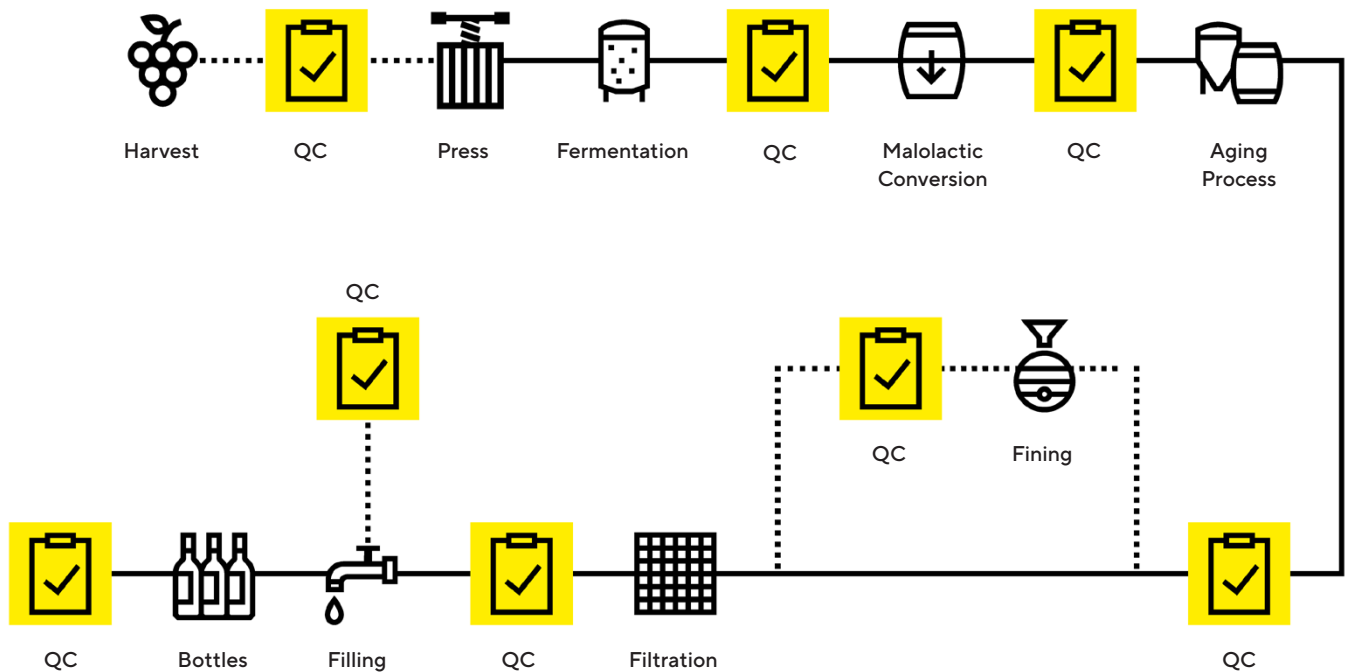 Harvest
QC
Press
Fermentation
QC
Malolactic
Conversion
QC
Aging
Process
QC
QC
Fining
QC
Bottles
Filling
QC
Filtration
QC